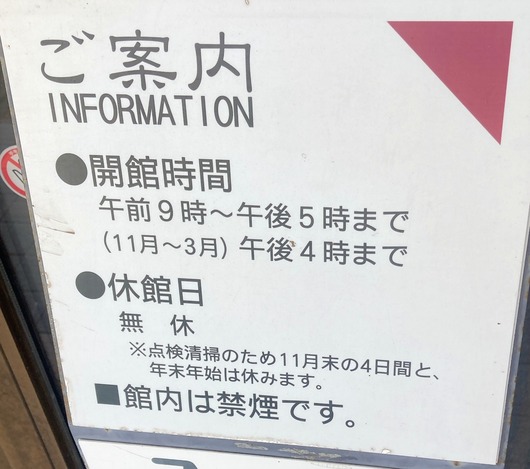 ご案内
INFORMATION
●開館時間
午前9時～午後5時まで
(11月～3月) 午後4時まで
●休館日
無 休
※点検清掃のため11月末の4日間と、
年末年始は休みます。
■館内は禁煙です。